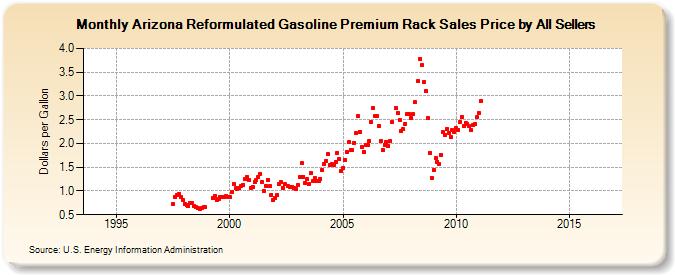 Monthly Arizona Reformulated Gasoline Premium Rack Sales Price by All Sellers
Dollars per Gallon
4.0
3.5
3.0
2.5
2.0
1.5
1.0
0.5
1995 2000 2005 2010 2015
Source: U.S. Energy Information Administration